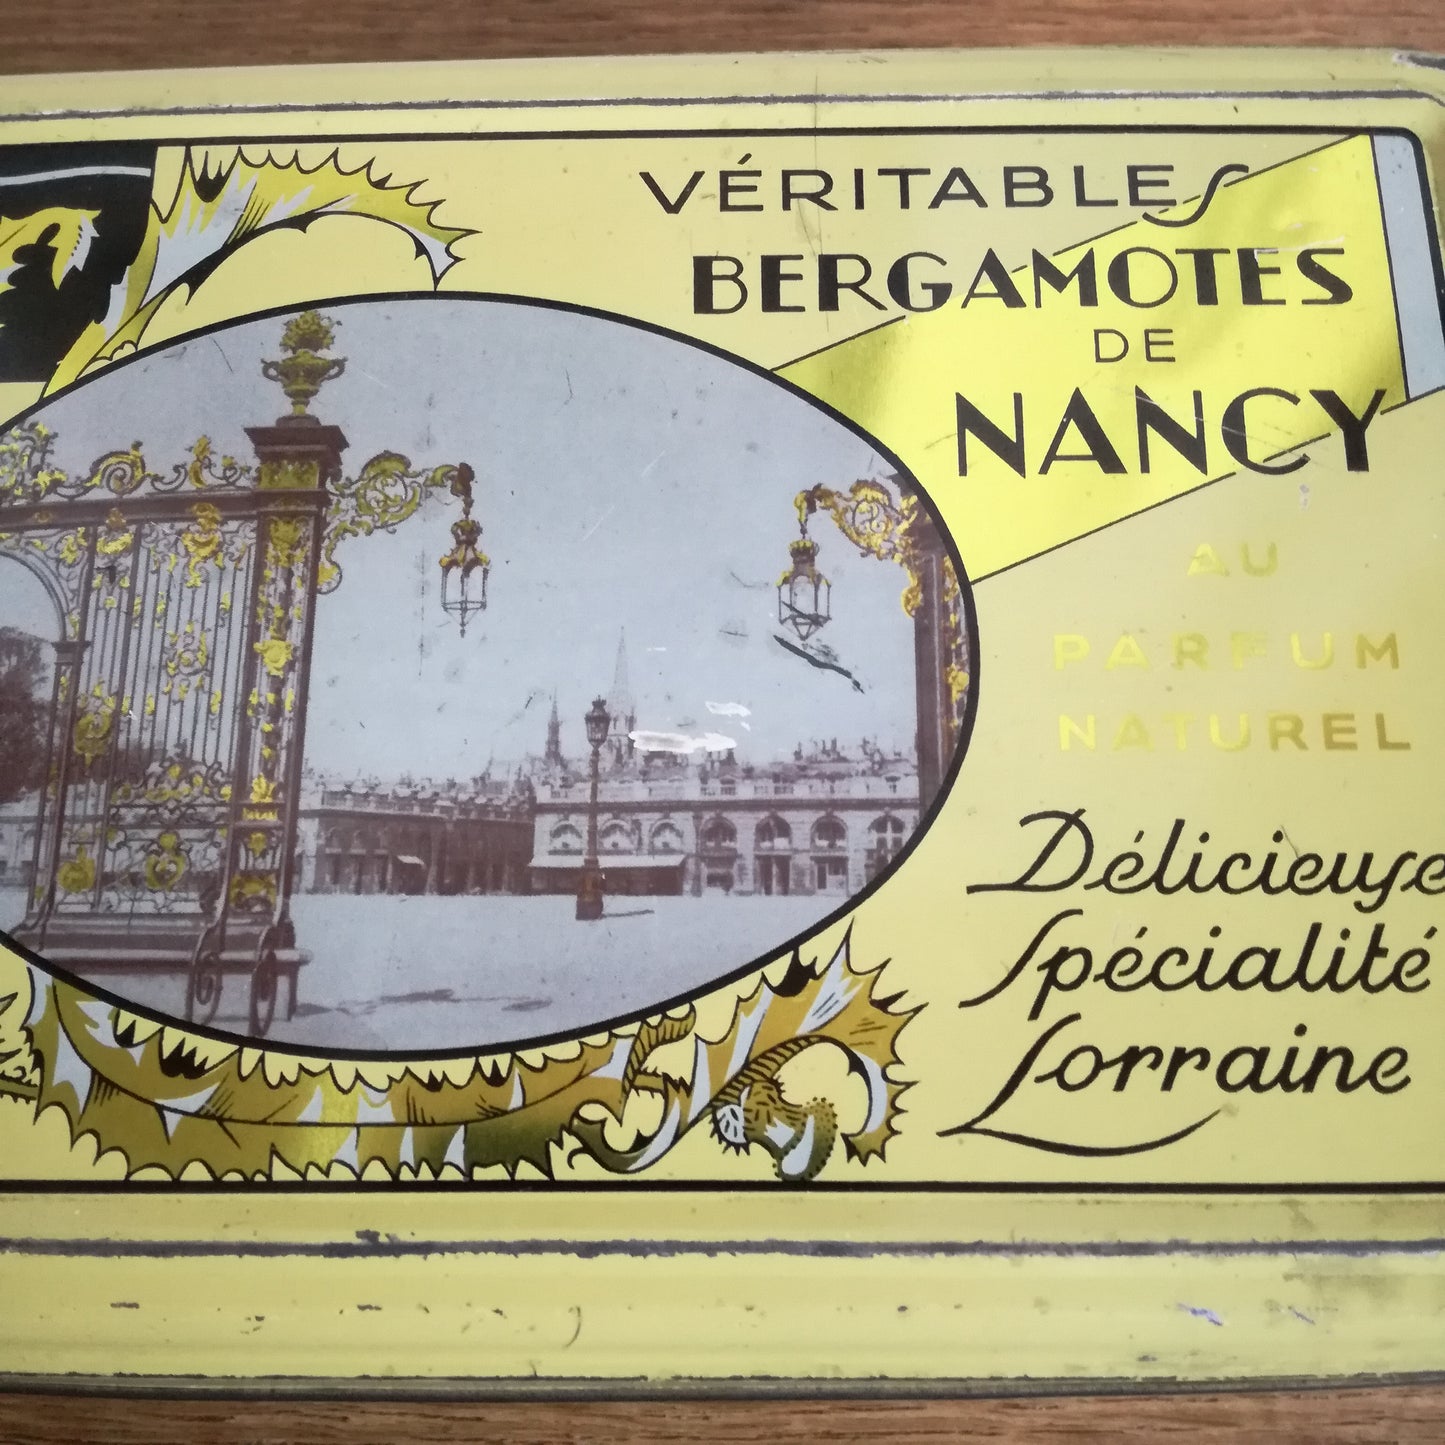 VÉRITABLES
BERGAMOTES
DE
NANCY
AU
PARFUM
NATUREL
Délicieuse
Spécialité
Lorraine